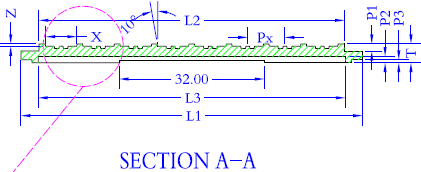 Z
10°
L2
P1
P2
P3
T
X
Px
32.00
L3
L1
SECTION A-A